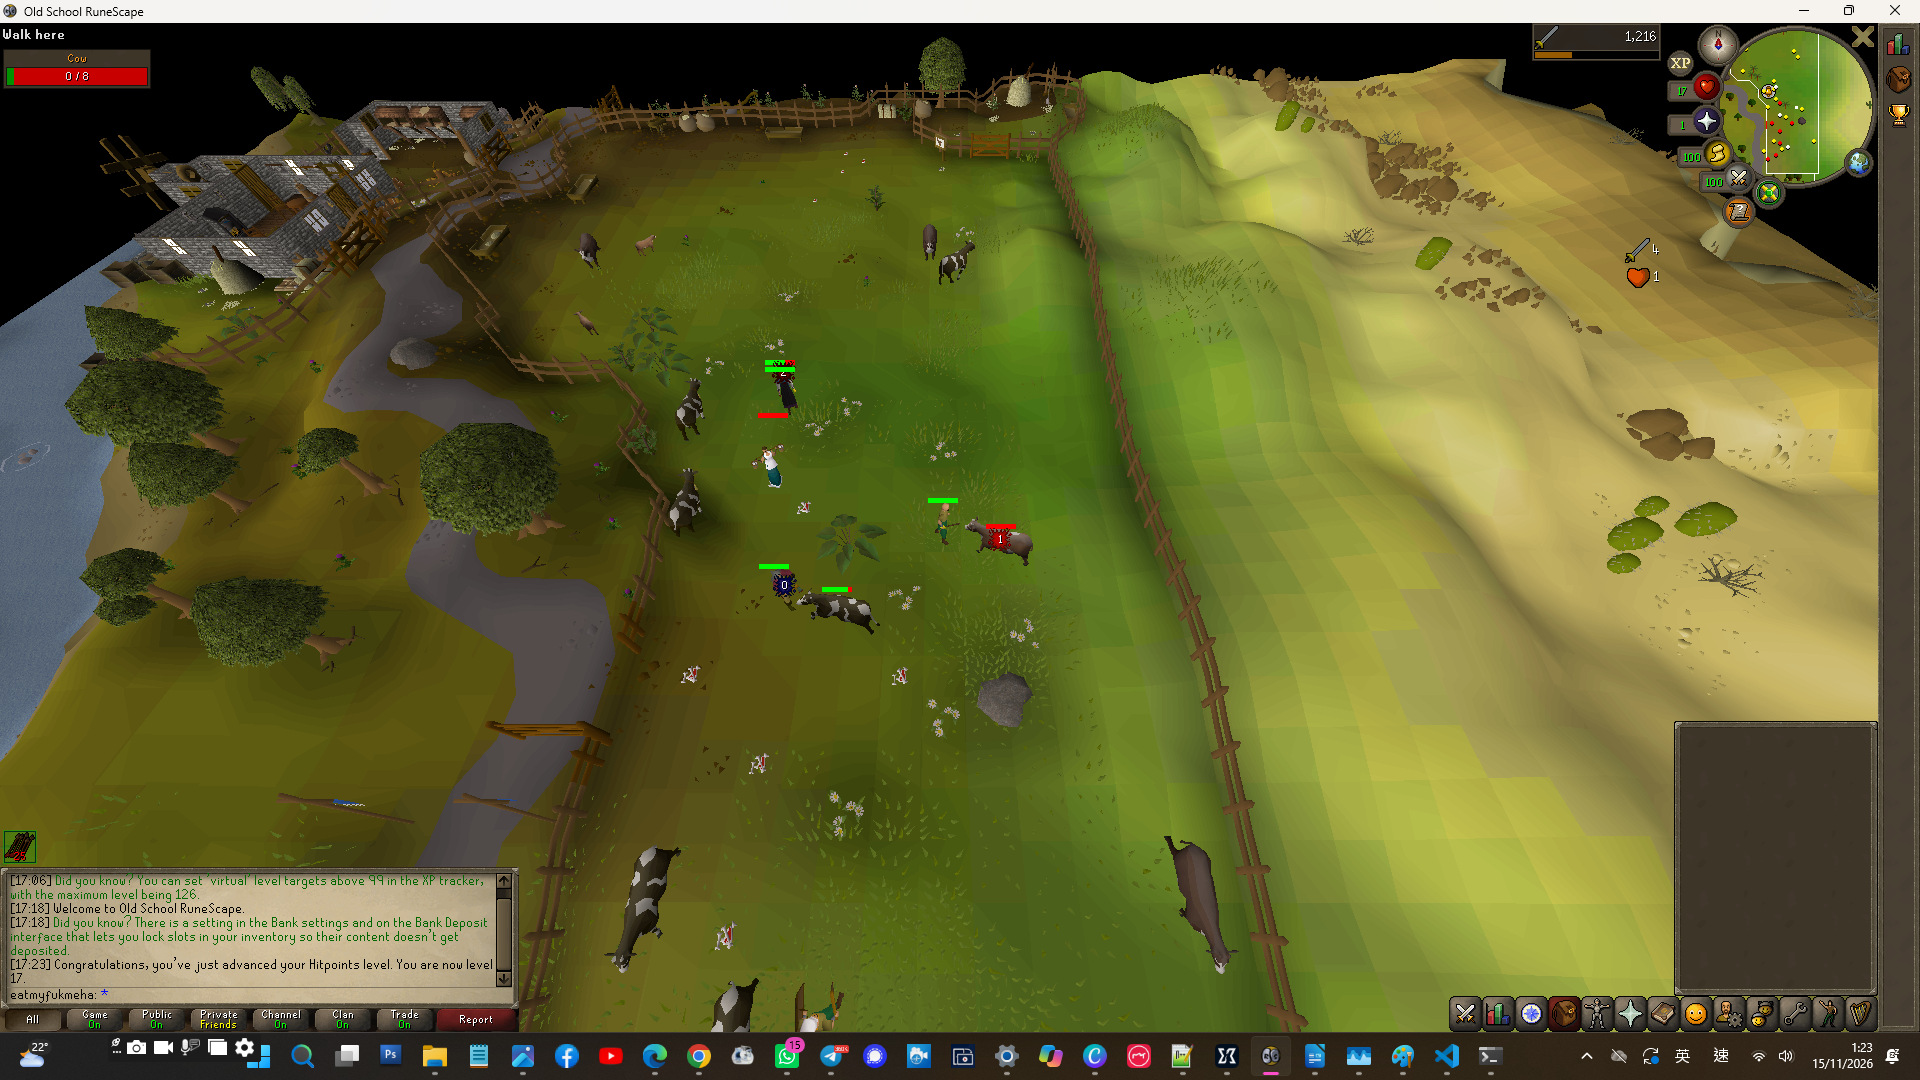 Old School RuneScape
Walk here
Cow
0 / 8
1,216
N
XP
17
1
100
100
4
1
2
1
0
[17:06] Did you know? You can set 'virtual' level targets above 99 in the XP tracker,
with the maximum level being 126.
[17:18] Welcome to Old School RuneScape.
[17:18] Did you know? There is a setting in the Bank settings and on the Bank Deposit
interface that lets you lock slots in your inventory so their content doesn't get
deposited.
[17:23] Congratulations, you've just advanced your Hitpoints level. You are now level
17.
eatmyfukmeha: *
All
Game
On
Public
On
Private
Friends
Channel
On
Clan
On
Trade
On
Report
22°
Ps
15
英
速
1:23
15/11/2026